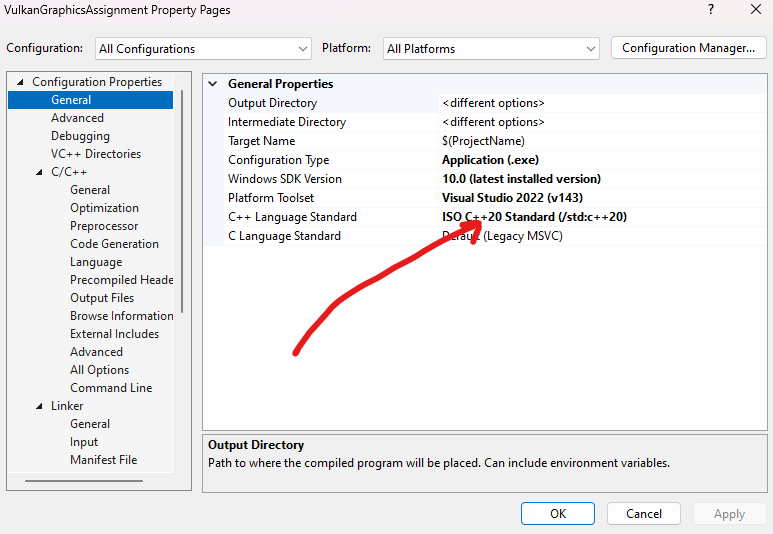 VulkanGraphicsAssignment Property Pages ?
Configuration: All Configurations Platform: All Platforms Configuration Manager...
Configuration Properties
General
Advanced
Debugging
VC++ Directories
C/C++
General
Optimization
Preprocessor
Code Generation
Language
Precompiled Heade
Output Files
Browse Information
External Includes
Advanced
All Options
Command Line
Linker
General
Input
Manifest File
General Properties
Output Directory <different options>
Intermediate Directory <different options>
Target Name $(ProjectName)
Configuration Type Application (.exe)
Windows SDK Version 10.0 (latest installed version)
Platform Toolset Visual Studio 2022 (v143)
C++ Language Standard ISO C++20 Standard (/std:c++20)
C Language Standard Default (Legacy MSVC)
Output Directory
Path to where the compiled program will be placed. Can include environment variables.
OK Cancel Apply